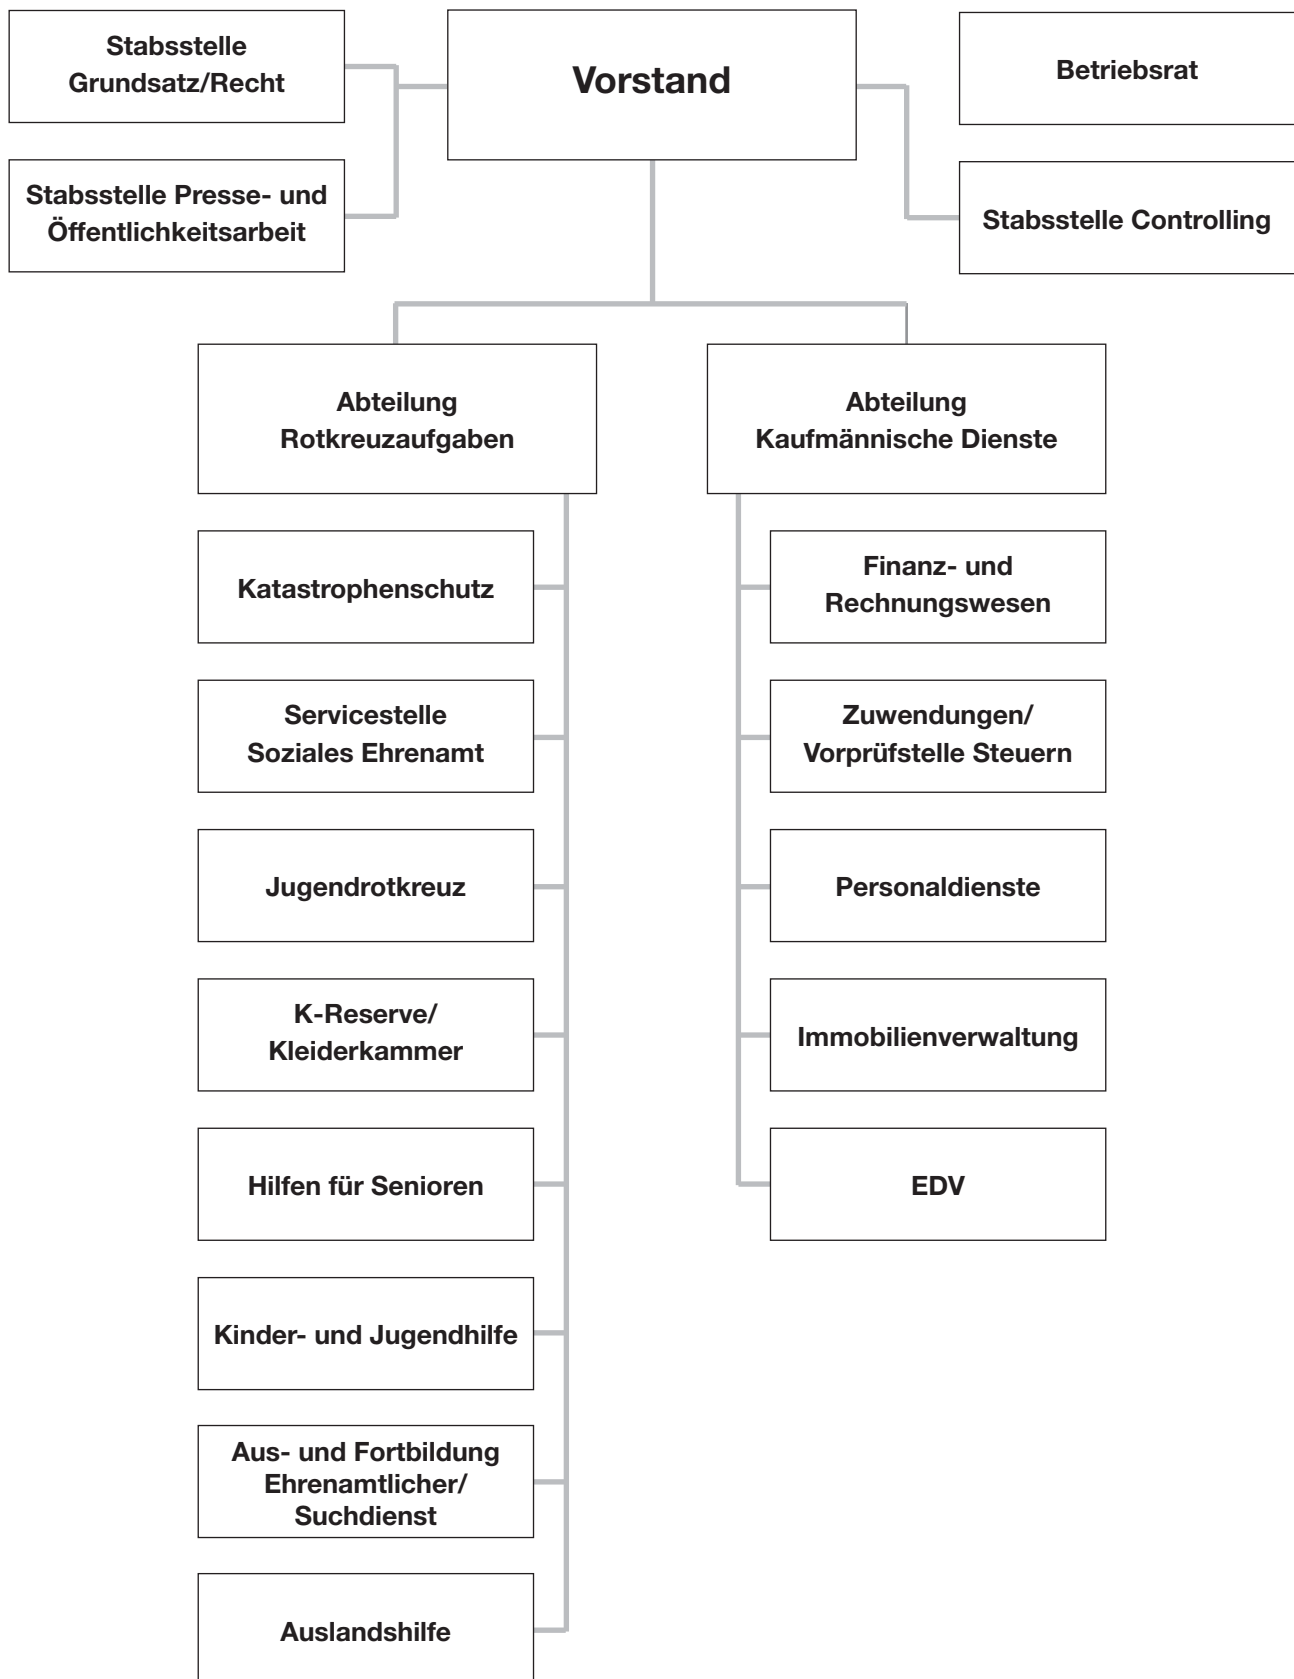 Stabsstelle
Grundsatz/Recht
Vorstand
Betriebsrat
Stabsstelle Presse- und
Öffentlichkeitsarbeit
Stabsstelle Controlling
Abteilung
Rotkreuzaufgaben
Abteilung
Kaufmännische Dienste
Katastrophenschutz
Servicestelle
Soziales Ehrenamt
Jugendrotkreuz
K-Reserve/
Kleiderkammer
Hilfen für Senioren
Kinder- und Jugendhilfe
Aus- und Fortbildung
Ehrenamtlicher/
Suchdienst
Auslandshilfe
Finanz- und
Rechnungswesen
Zuwendungen/
Vorprüfstelle Steuern
Personaldienste
Immobilienverwaltung
EDV